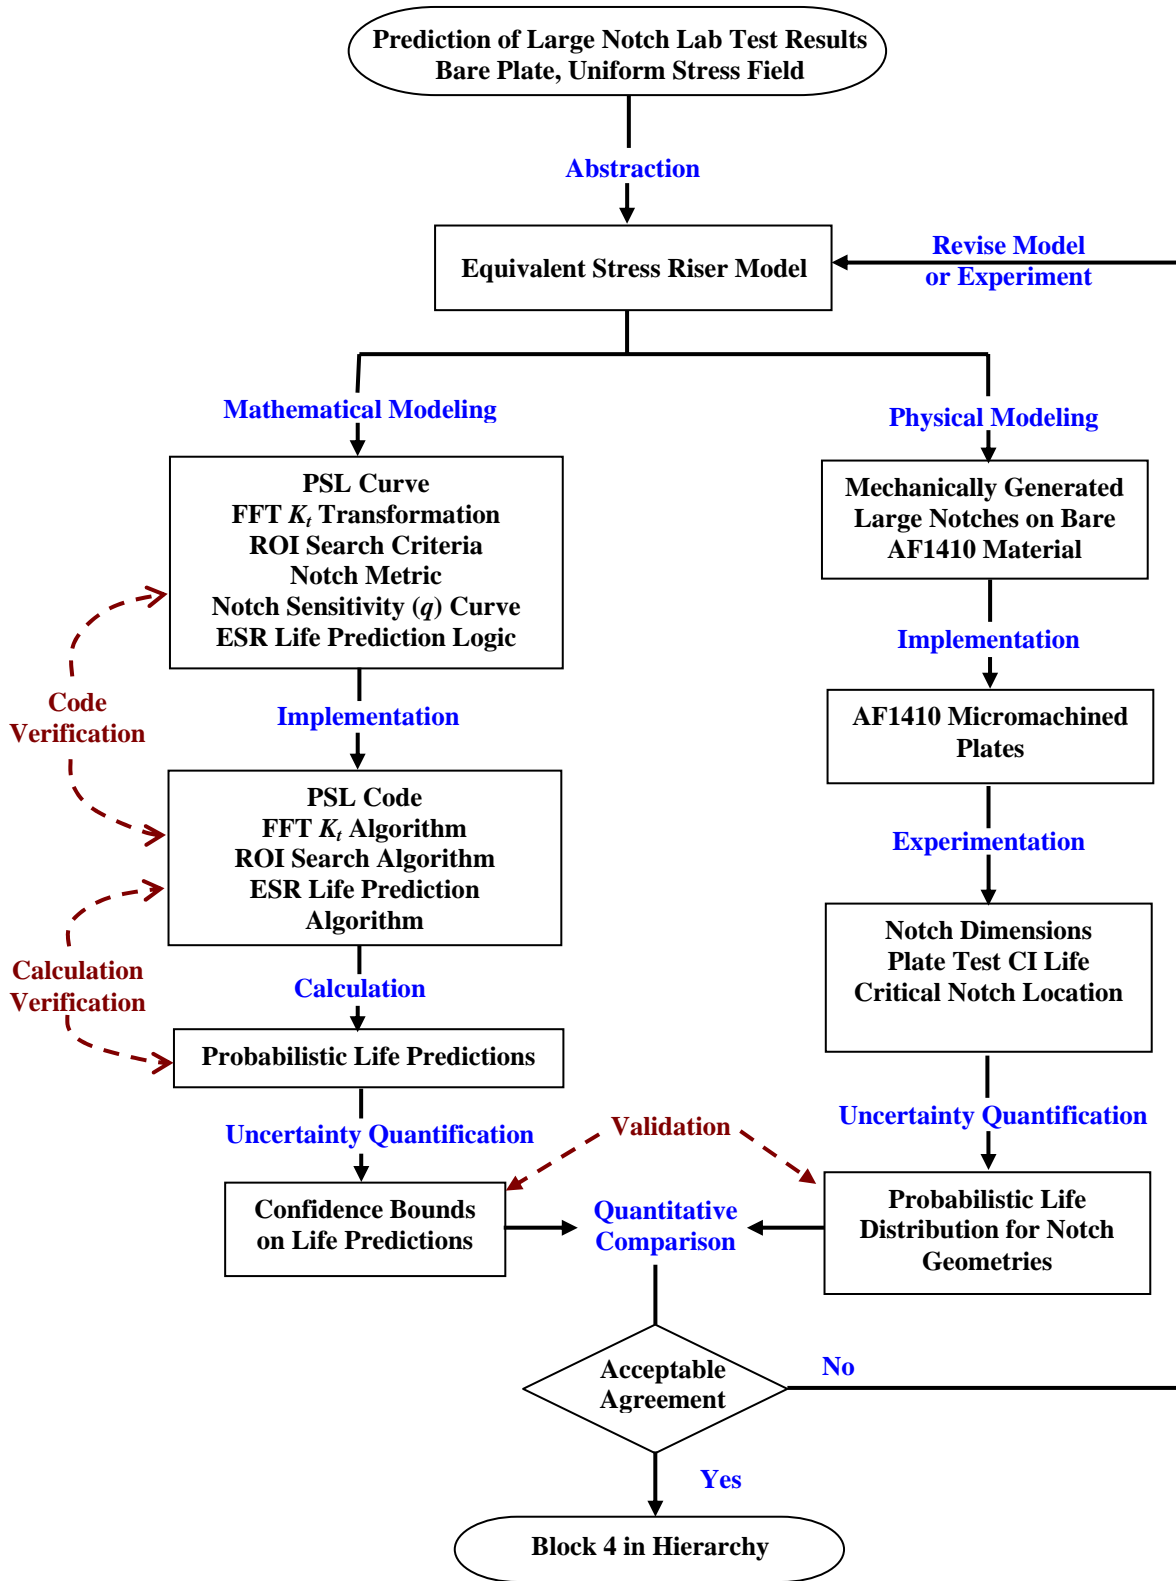 Prediction of Large Notch Lab Test Results
Bare Plate, Uniform Stress Field
Abstraction
Equivalent Stress Riser Model
Revise Model
or Experiment
Mathematical Modeling
Physical Modeling
PSL Curve
FFT Kt Transformation
ROI Search Criteria
Notch Metric
Notch Sensitivity (q) Curve
ESR Life Prediction Logic
Mechanically Generated
Large Notches on Bare
AF1410 Material
Code
Verification
Implementation
Implementation
AF1410 Micromachined
Plates
PSL Code
FFT Kt Algorithm
ROI Search Algorithm
ESR Life Prediction
Algorithm
Experimentation
Calculation
Verification
Calculation
Notch Dimensions
Plate Test CI Life
Critical Notch Location
Probabilistic Life Predictions
Uncertainty Quantification
Validation
Uncertainty Quantification
Confidence Bounds
on Life Predictions
Quantitative
Comparison
Probabilistic Life
Distribution for Notch
Geometries
Acceptable
Agreement
No
Yes
Block 4 in Hierarchy